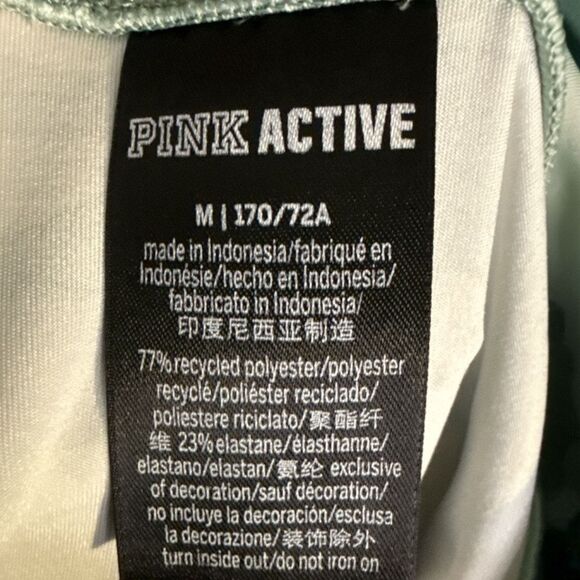 PINK ACTIVE
M | 170/72A
made in Indonesia/fabriqué en
Indonésie/hecho en Indonesia/
fabbricato in Indonesia/
印度尼西亚制造
77% recycled polyester/polyester
recyclé/poliéster reciclado/
poliestere riciclato/聚酯纤
维 23% elastane/élasthanne/
elastano/elastan/氨纶 exclusive
of decoration/sauf décoration/
no incluye la decoración/esclusa
la decorazione/装饰除外
turn inside out/do not iron on